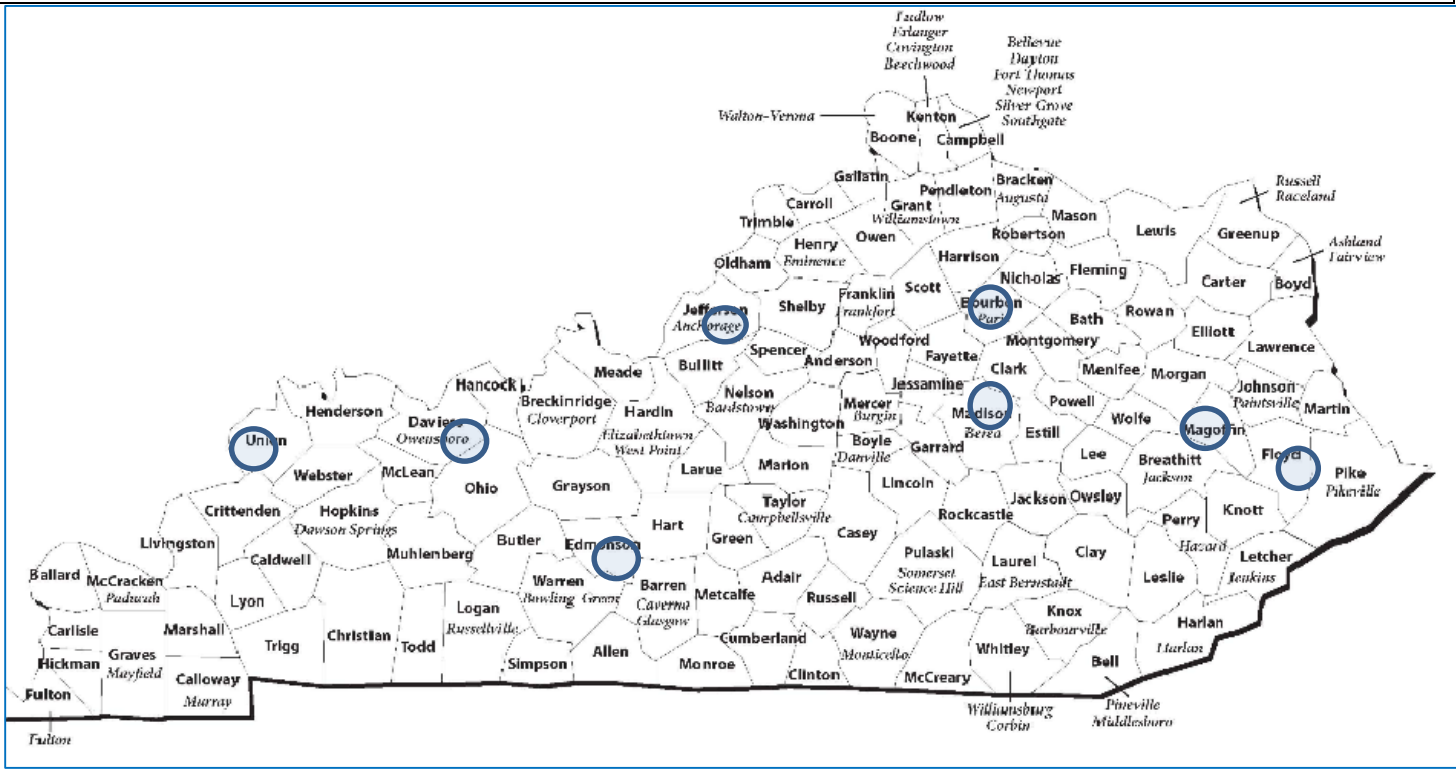 Ludlow
Erlanger
Covington
Beechwood
Bellevue
Dayton
Fort Thomas
Newport
Silver Grove
Southgate
Walton-Verona
Kenton
Boone
Campbell
Gallatin
Pendleton
Bracken
Augusta
Grant
Williamstown
Carroll
Trimble
Owen
Mason
Robertson
Lewis
Russell
Raceland
Greenup
Ashland
Fairview
Henry
Eminence
Oldham
Harrison
Nicholas
Fleming
Carter
Boyd
Scott
Franklin
Frankfort
Shelby
Jefferson
Anchorage
Bourbon
Paris
Bath
Rowan
Elliott
Lawrence
Woodford
Montgomery
Fayette
Clark
Menifee
Morgan
Spencer
Anderson
Bullitt
Meade
Hancock
Breckinridge
Cloverport
Hardin
Elizabethtown
West Point
Nelson
Bardstown
Washington
Mercer
Burgin
Jessamine
Madison
Berea
Powell
Wolfe
Johnson
Paintsville
Martin
Magoffin
Floyd
Henderson
Daviess
Owensboro
Union
Webster
McLean
Ohio
Grayson
Larue
Marion
Boyle
Danville
Garrard
Estill
Lee
Breathitt
Jackson
Pike
Pikeville
Lincoln
Crittenden
Hopkins
Dawson Springs
Hart
Taylor
Campbellsville
Green
Casey
Rockcastle
Jackson
Owsley
Perry
Hazard
Knott
Livingston
Caldwell
Muhlenberg
Butler
Edmonson
Pulaski
Somerset
Science Hill
Laurel
East Bernstadt
Clay
Leslie
Letcher
Jenkins
Ballard
McCracken
Paducah
Lyon
Warren
Bowling Green
Barren
Caverna
Glasgow
Metcalfe
Adair
Russell
Logan
Russellville
Knox
Barbourville
Harlan
Harlan
Carlisle
Marshall
Trigg
Christian
Todd
Simpson
Allen
Monroe
Cumberland
Clinton
Wayne
Monticello
McCreary
Whitley
Bell
Hickman
Graves
Mayfield
Calloway
Murray
Fulton
Fulton
Williamsburg
Corbin
Pineville
Middlesboro